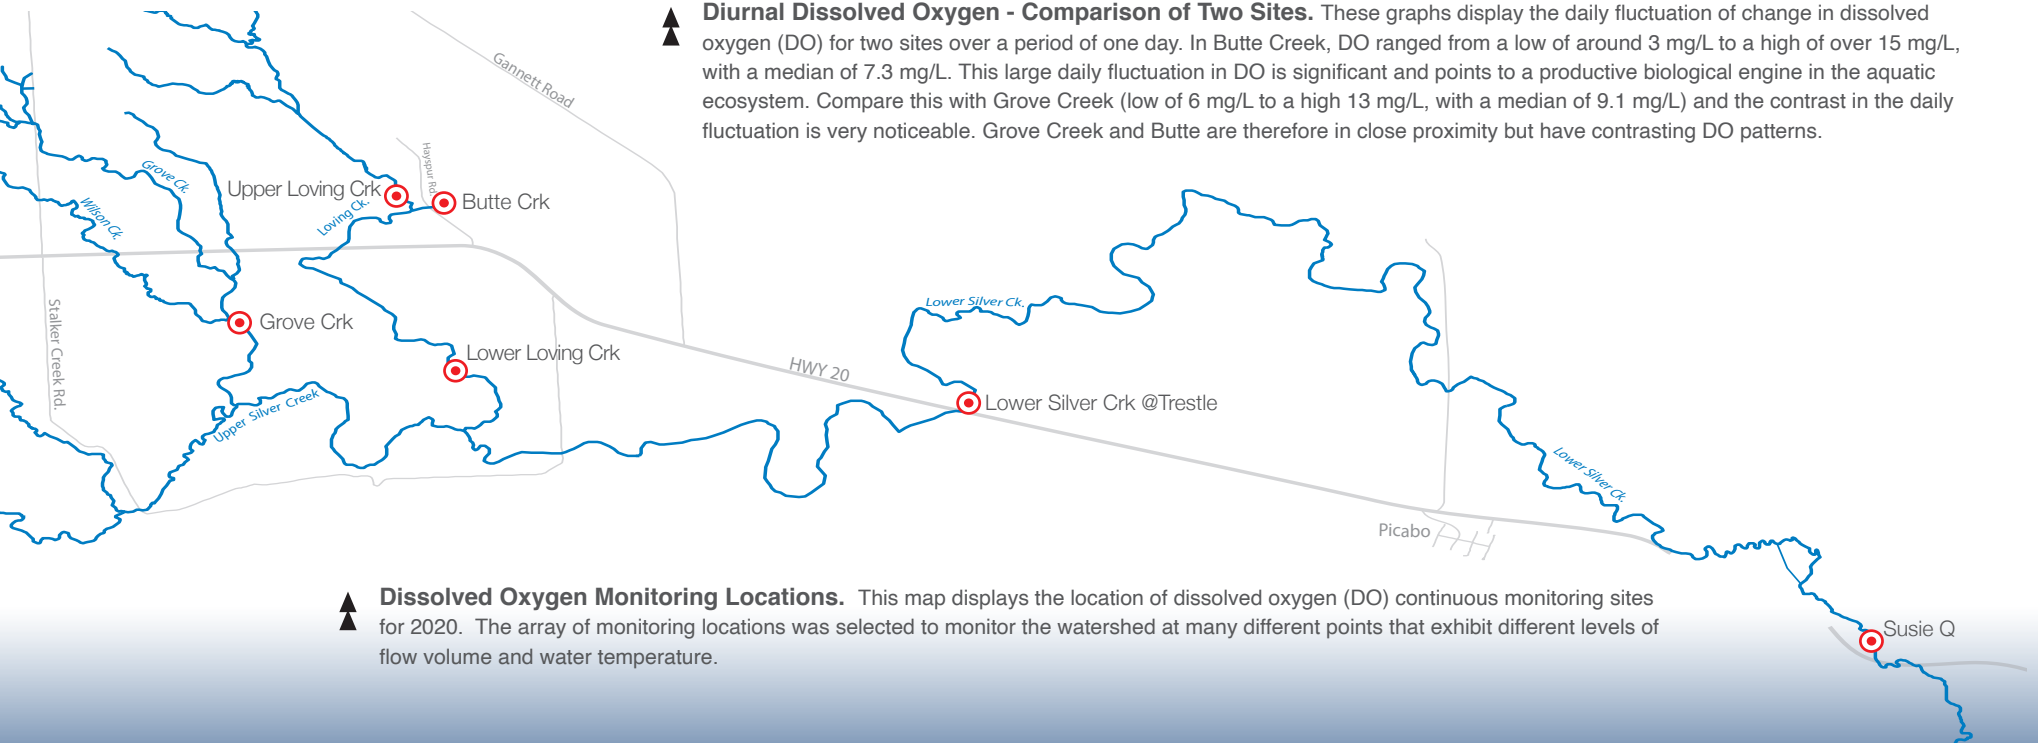 Diurnal Dissolved Oxygen - Comparison of Two Sites. These graphs display the daily fluctuation of change in dissolved
oxygen (DO) for two sites over a period of one day. In Butte Creek, DO ranged from a low of around 3 mg/L to a high of over 15 mg/L,
with a median of 7.3 mg/L. This large daily fluctuation in DO is significant and points to a productive biological engine in the aquatic
ecosystem. Compare this with Grove Creek (low of 6 mg/L to a high 13 mg/L, with a median of 9.1 mg/L) and the contrast in the daily
fluctuation is very noticeable. Grove Creek and Butte are therefore in close proximity but have contrasting DO patterns.
Gannett Road
Hayspur Rd.
Grove Ck.
Upper Loving Crk
Butte Crk
Wilson Ck.
Loving Ck.
Stalker Creek Rd.
Grove Crk
Lower Loving Crk
Lower Silver Ck.
HWY 20
Upper Silver Creek
Lower Silver Crk @Trestle
Lower Silver Ck.
Picabo
Dissolved Oxygen Monitoring Locations. This map displays the location of dissolved oxygen (DO) continuous monitoring sites
for 2020. The array of monitoring locations was selected to monitor the watershed at many different points that exhibit different levels of
flow volume and water temperature.
Susie Q